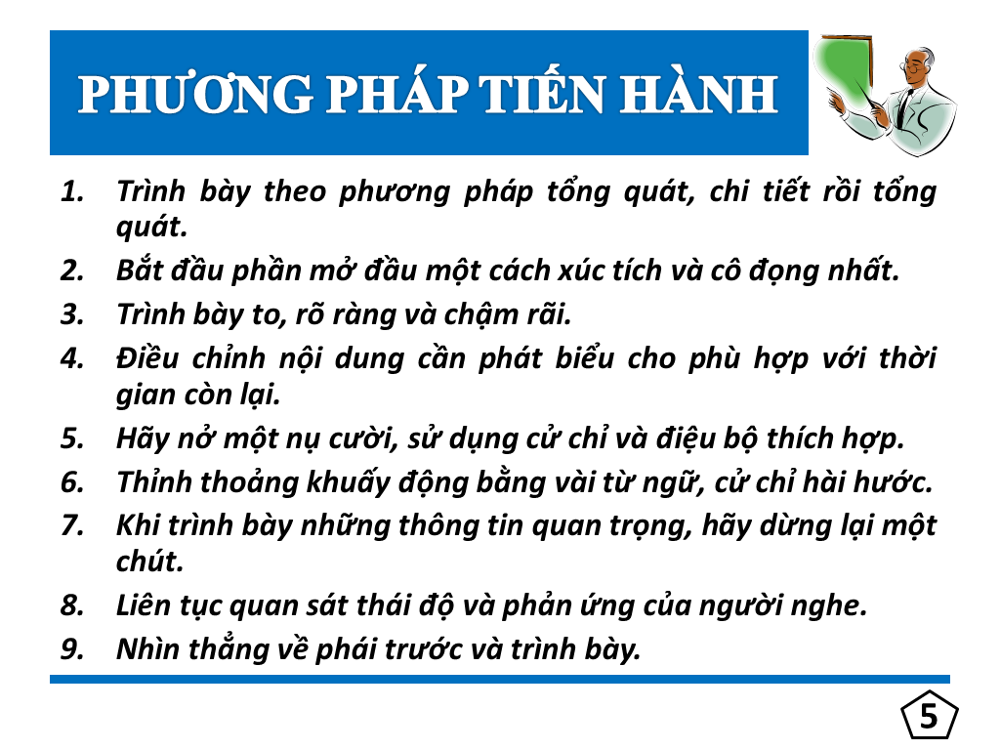 PHƯƠNG PHÁP TIẾN HÀNH
1. Trình bày theo phương pháp tổng quát, chi tiết rồi tổng
quát.
2. Bắt đầu phần mở đầu một cách xúc tích và cô đọng nhất.
3. Trình bày to, rõ ràng và chậm rãi.
4. Điều chỉnh nội dung cần phát biểu cho phù hợp với thời
gian còn lại.
5. Hãy nở một nụ cười, sử dụng cử chỉ và điệu bộ thích hợp.
6. Thỉnh thoảng khuấy động bằng vài từ ngữ, cử chỉ hài hước.
7. Khi trình bày những thông tin quan trọng, hãy dừng lại một
chút.
8. Liên tục quan sát thái độ và phản ứng của người nghe.
9. Nhìn thẳng về phái trước và trình bày.
5